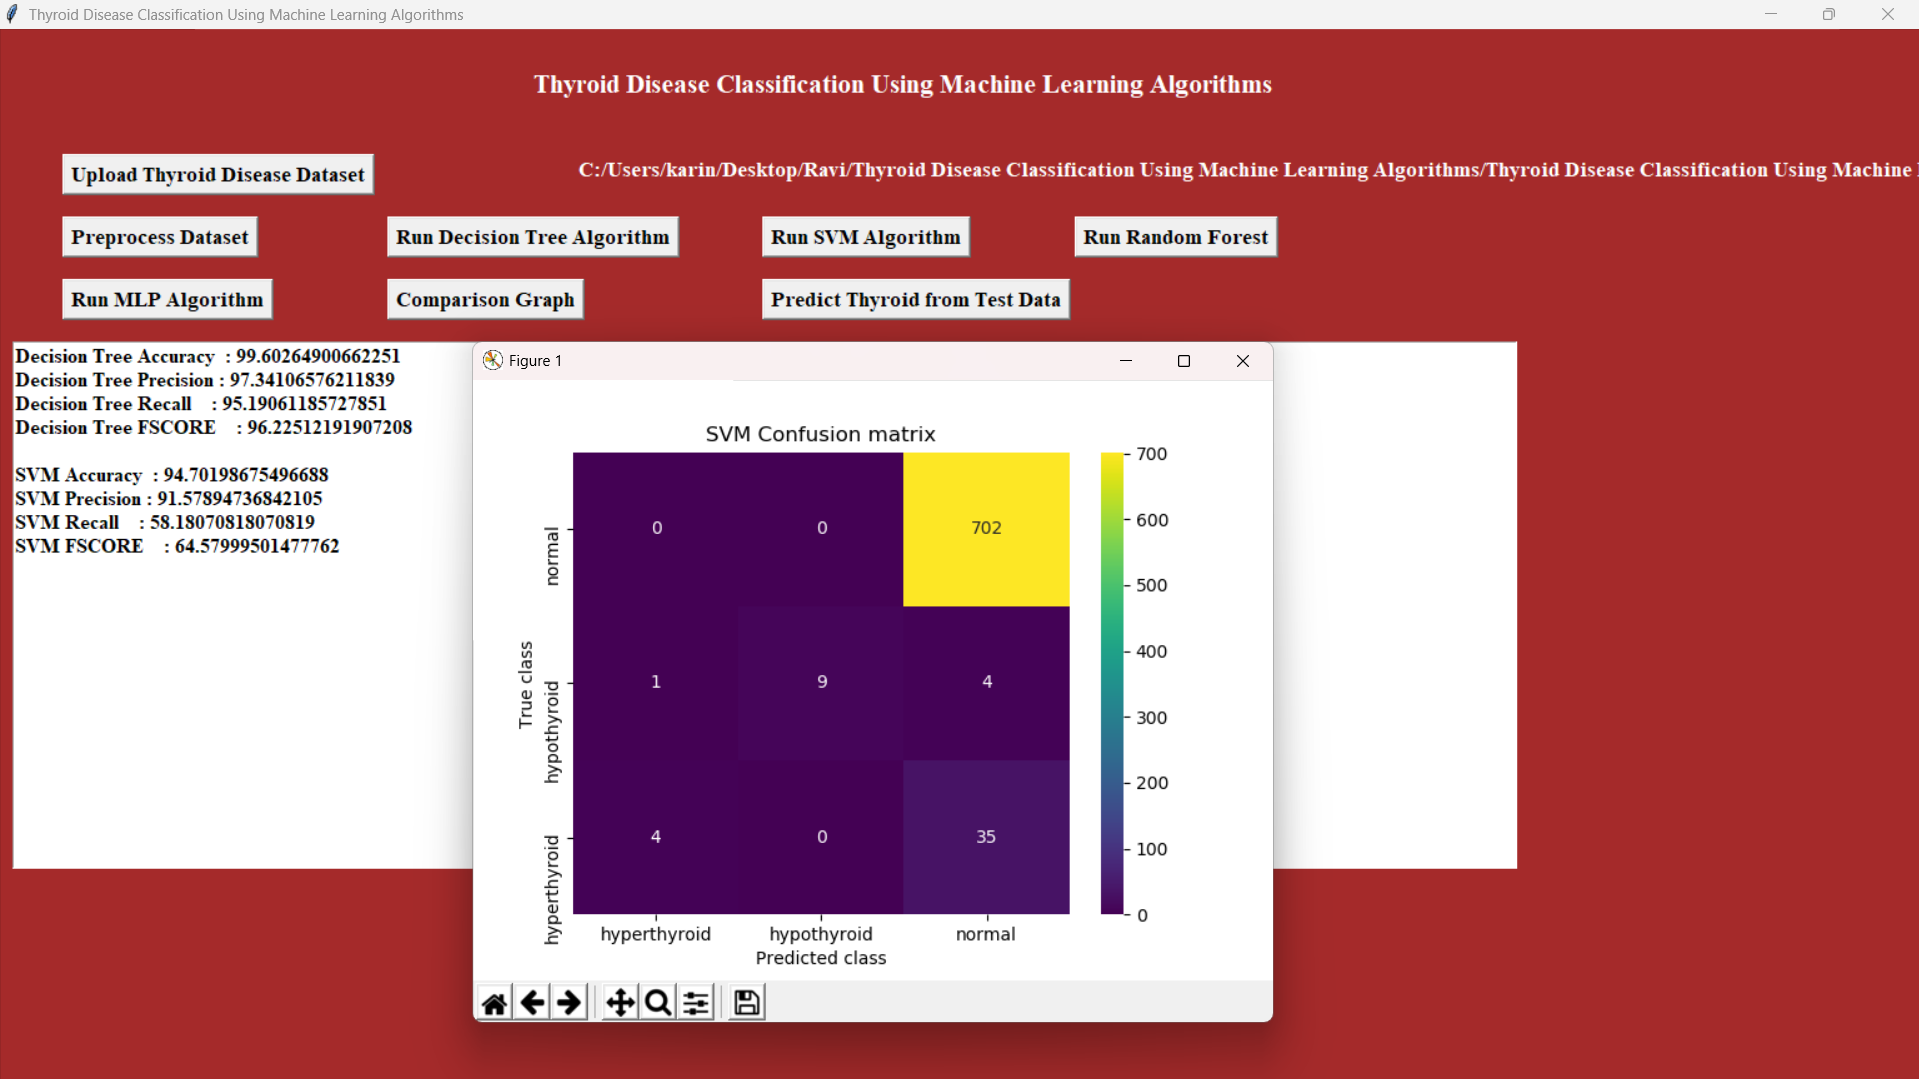 Thyroid Disease Classification Using Machine Learning Algorithms
Thyroid Disease Classification Using Machine Learning Algorithms
Upload Thyroid Disease Dataset
C:/Users/karin/Desktop/Ravi/Thyroid Disease Classification Using Machine Learning Algorithms/Thyroid Disease Classification Using Machine
Preprocess Dataset
Run Decision Tree Algorithm
Run SVM Algorithm
Run Random Forest
Run MLP Algorithm
Comparison Graph
Predict Thyroid from Test Data
Decision Tree Accuracy : 99.60264900662251
Decision Tree Precision : 97.34106576211839
Decision Tree Recall : 95.19061185727851
Decision Tree FSCORE : 96.22512191907208
SVM Accuracy : 94.70198675496688
SVM Precision : 91.57894736842105
SVM Recall : 58.18070818070819
SVM FSCORE : 64.57999501477762
Figure 1
SVM Confusion matrix
True class
normal
0 0 702
hypothyroid
1 9 4
hyperthyroid
4 0 35
hyperthyroid hypothyroid normal
Predicted class
700
600
500
400
300
200
100
0